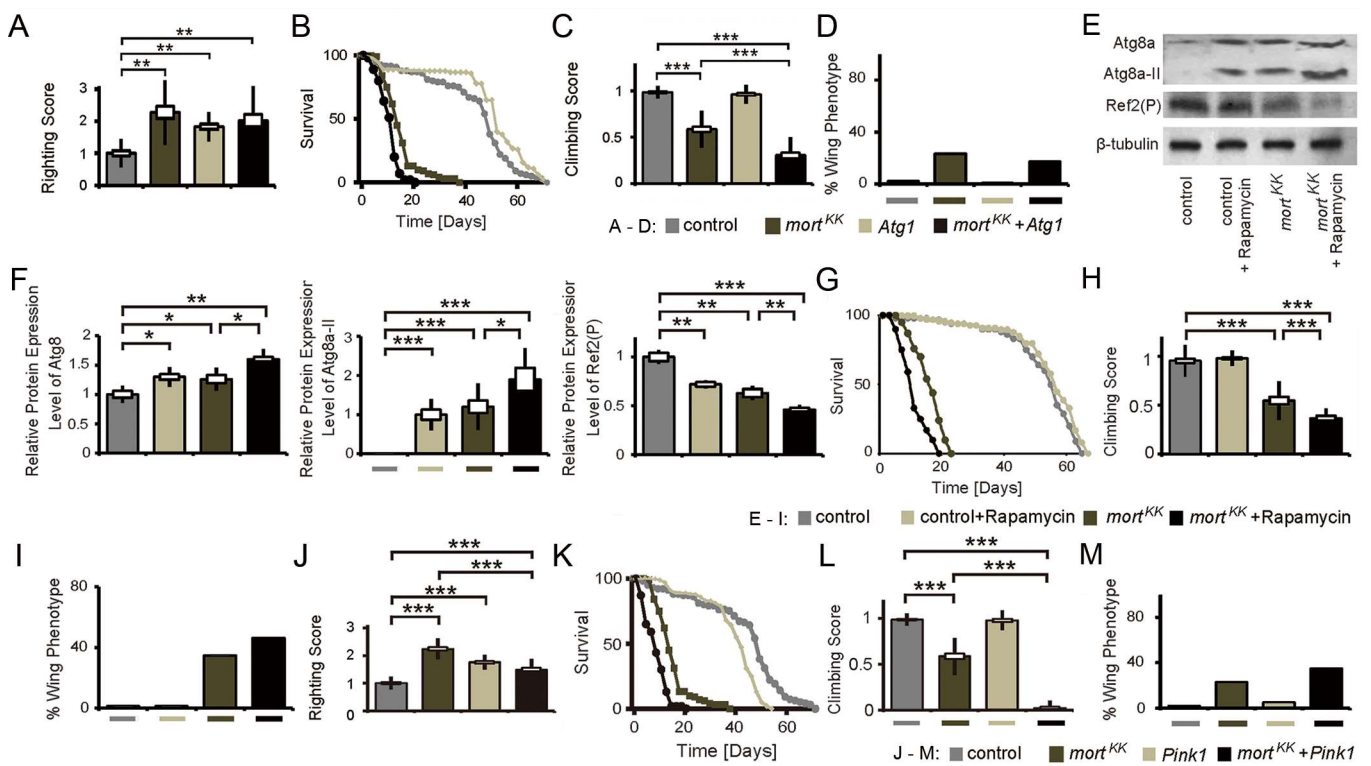 A
Righting Score
3
2
1
0
**
**
**
B
Survival
100
50
0
0
20
40
60
Time [Days]
C
Climbing Score
1
0.5
0
***
***
***
D
% Wing Phenotype
80
40
0
A - D: control mort KK Atg1 mort KK + Atg1
E
Atg8a
Atg8a-II
Ref2(P)
β-tubulin
control
control + Rapamycin
mort KK
mort KK + Rapamycin
F
Relative Protein Epression
Level of Atg8
2
1.5
1
0.5
**
*
*
*
Relative Protein Expressior
Level of Atg8a-II
3
2
1
0
***
***
*
***
Relative Protein Expressior
Level of Ref2(P)
1
0.5
0
***
**
**
**
G
Survival
100
50
0
0
20
40
60
Time [Days]
H
Climbing Score
1
0.5
0
***
***
***
E - I: control control+Rapamycin mort KK mort KK +Rapamycin
I
% Wing Phenotype
80
40
0
J
Righting Score
3
2
1
0
***
***
***
***
K
Survival
100
50
0
0
20
40
60
Time [Days]
L
Climbing Score
1
0.5
0
***
***
***
M
% Wing Phenotype
80
40
0
J - M: control mort KK Pink1 mort KK + Pink1